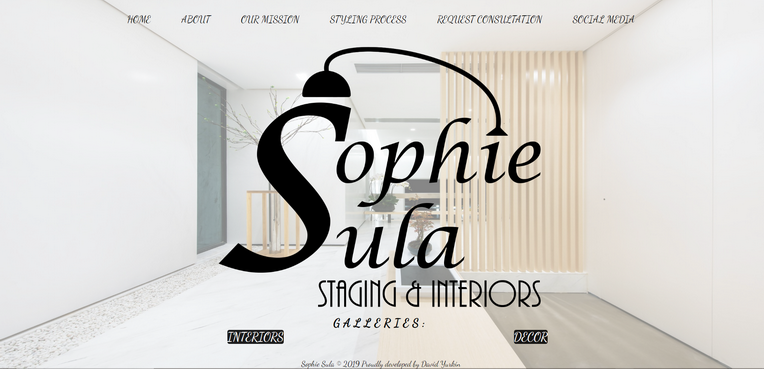 HOME ABOUT OUR MISSION STYLING PROCESS REQUEST CONSULTATION SOCIAL MEDIA
Sophie
Sula
STAGING & INTERIORS
GALLERIES:
INTERIORS DECOR
Sophie Sula © 2019 Proudly developed by David Yarkin